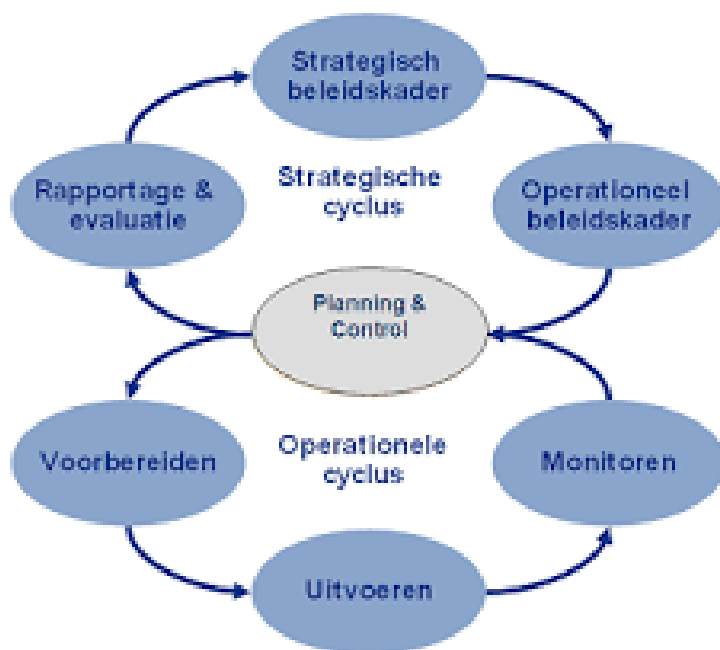 Strategisch
beleidskader
Rapportage &
evaluatie
Strategische
cyclus
Operationeel
beleidskader
Planning &
Control
Voorbereiden
Operationele
cyclus
Monitoren
Uitvoeren